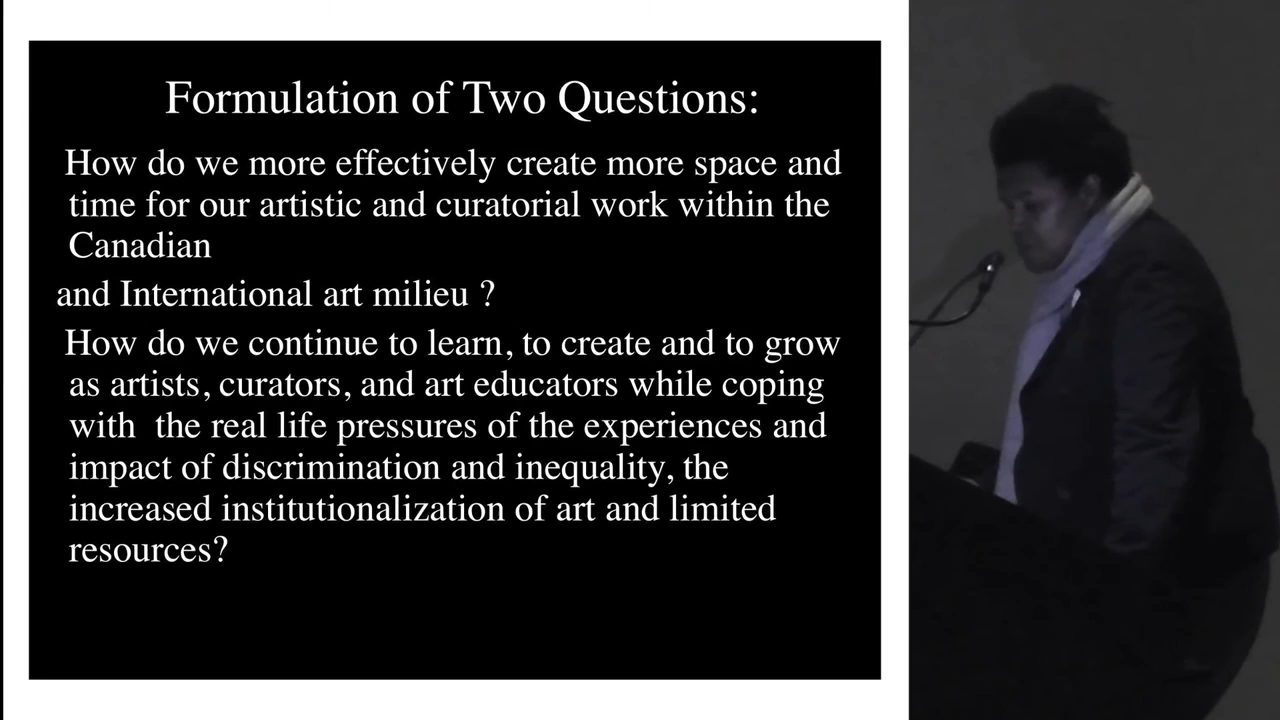 Formulation of Two Questions:
How do we more effectively create more space and
time for our artistic and curatorial work within the
Canadian
and International art milieu ?
How do we continue to learn, to create and to grow
as artists, curators, and art educators while coping
with  the real life pressures of the experiences and
impact of discrimination and inequality, the
increased institutionalization of art and limited
resources?